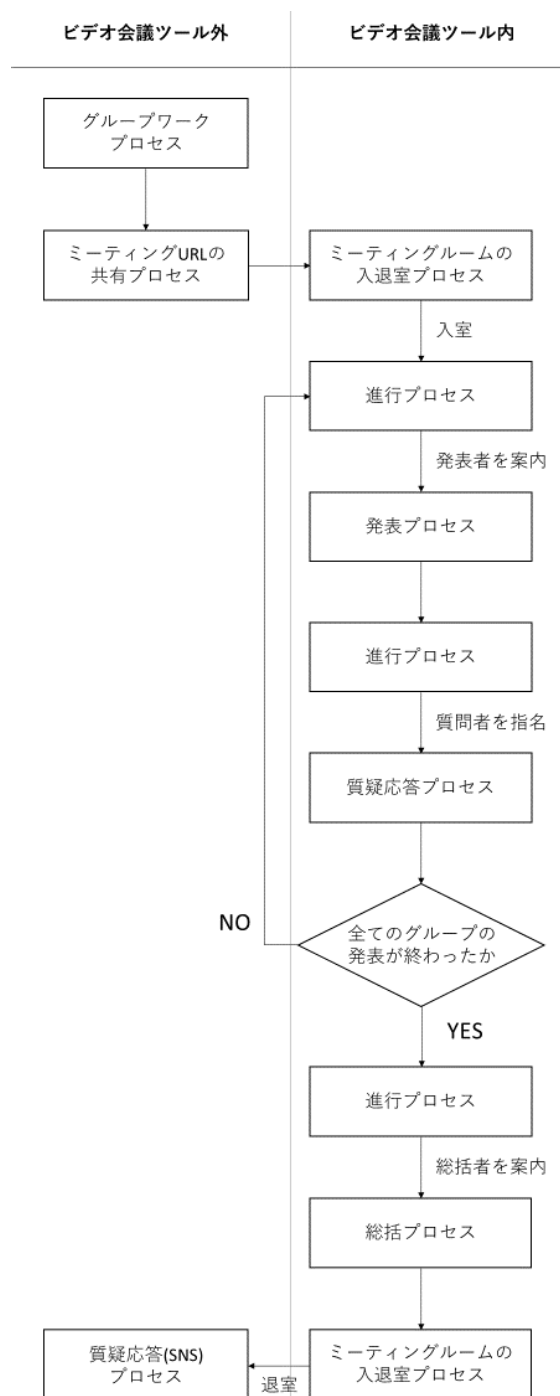 ビデオ会議ツール外
ビデオ会議ツール内
グループワーク
プロセス
ミーティングURLの
共有プロセス
ミーティングルームの
入退室プロセス
入室
進行プロセス
発表者を案内
発表プロセス
進行プロセス
質問者を指名
質疑応答プロセス
全てのグループの
発表が終わったか
NO
YES
進行プロセス
総括者を案内
総括プロセス
ミーティングルームの
入退室プロセス
退室
質疑応答(SNS)
プロセス